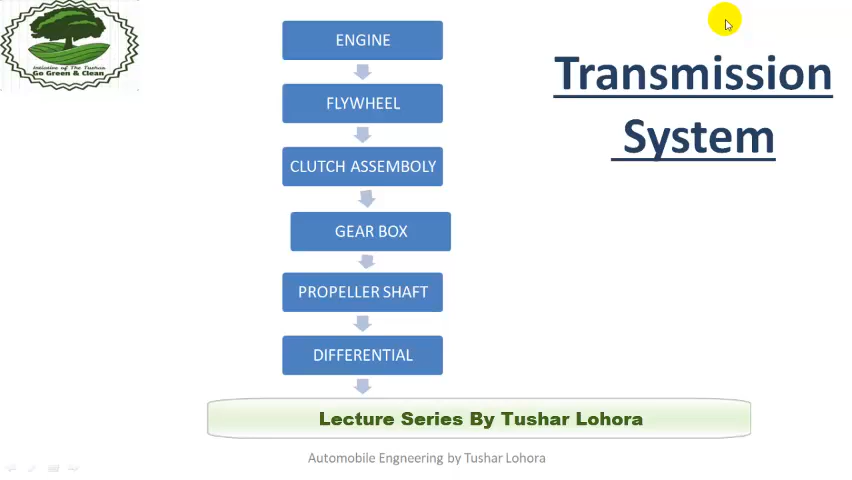 Initiative of The Tushar
Go Green & Clean
ENGINE
FLYWHEEL
CLUTCH ASSEMBOLY
GEAR BOX
PROPELLER SHAFT
DIFFERENTIAL
Transmission
System
Lecture Series By Tushar Lohora
Automobile Engneering by Tushar Lohora